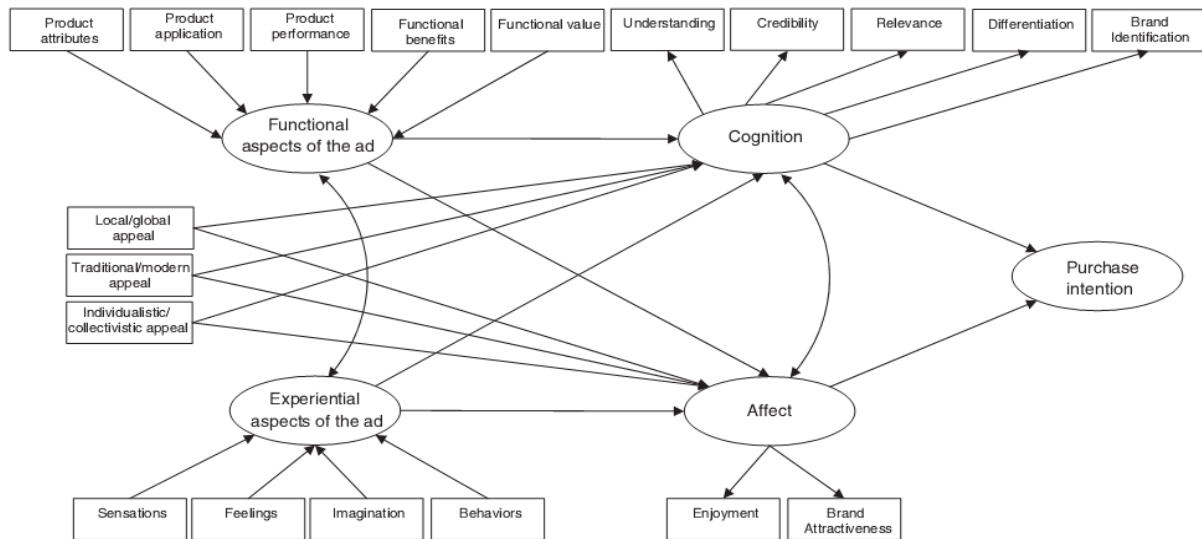 Product
attributes
Product
application
Product
performance
Functional
benefits
Functional value
Understanding
Credibility
Relevance
Differentiation
Brand
Identification
Functional
aspects of the ad
Cognition
Local/global
appeal
Traditional/modern
appeal
Individualistic/
collectivistic appeal
Purchase
intention
Experiential
aspects of the ad
Affect
Sensations
Feelings
Imagination
Behaviors
Enjoyment
Brand
Attractiveness